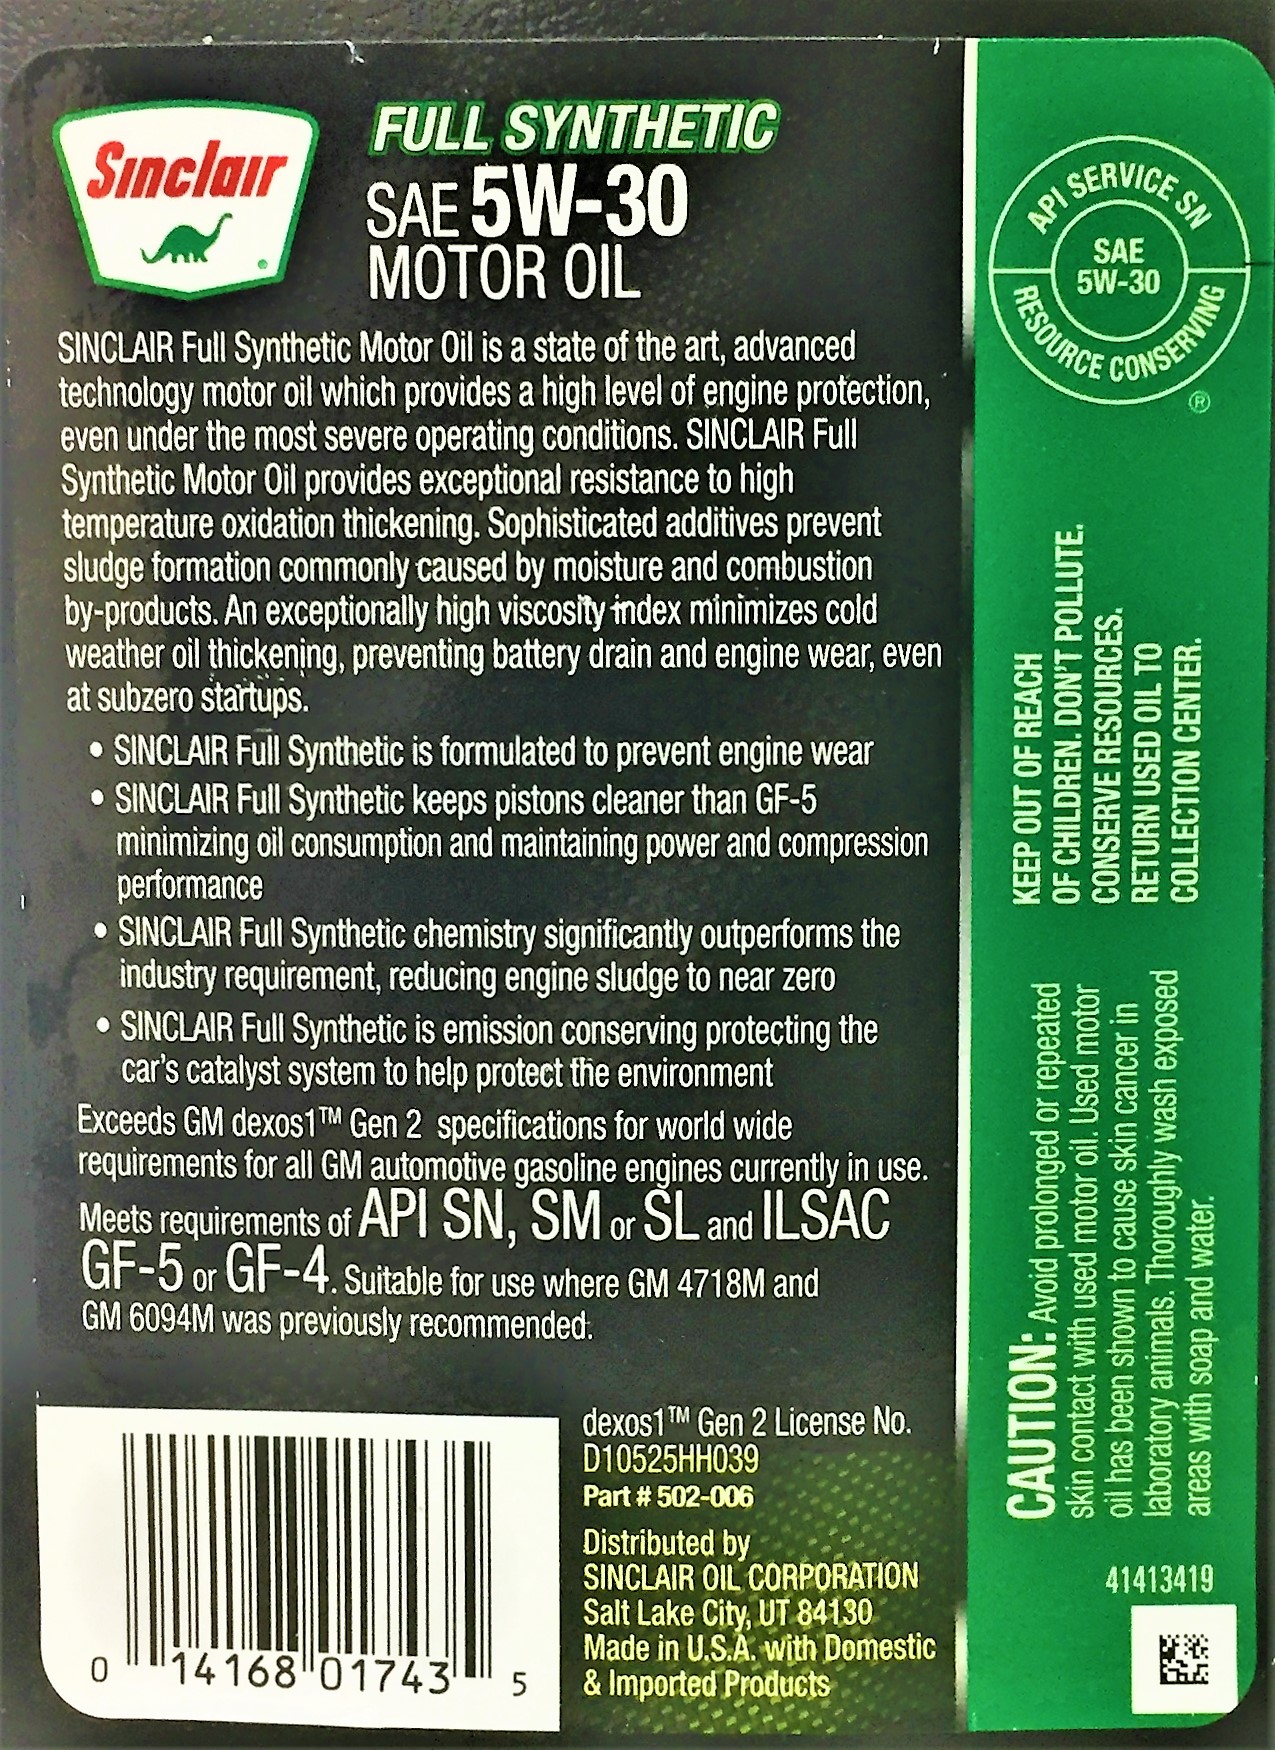 Sinclair
®
FULL SYNTHETIC
SAE 5W-30
MOTOR OIL
SINCLAIR Full Synthetic Motor Oil is a state of the art, advanced
technology motor oil which provides a high level of engine protection,
even under the most severe operating conditions. SINCLAIR Full
Synthetic Motor Oil provides exceptional resistance to high
temperature oxidation thickening. Sophisticated additives prevent
sludge formation commonly caused by moisture and combustion
by-products. An exceptionally high viscosity index minimizes cold
weather oil thickening, preventing battery drain and engine wear, even
at subzero startups.
• SINCLAIR Full Synthetic is formulated to prevent engine wear
• SINCLAIR Full Synthetic keeps pistons cleaner than GF-5
minimizing oil consumption and maintaining power and compression
performance
• SINCLAIR Full Synthetic chemistry significantly outperforms the
industry requirement, reducing engine sludge to near zero
• SINCLAIR Full Synthetic is emission conserving protecting the
car's catalyst system to help protect the environment
Exceeds GM dexos1™ Gen 2 specifications for world wide
requirements for all GM automotive gasoline engines currently in use.
Meets requirements of API SN, SM or SL and ILSAC
GF-5 or GF-4. Suitable for use where GM 4718M and
GM 6094M was previously recommended.
0 14168 01743 5
dexos1™ Gen 2 License No.
D10525HH039
Part # 502-006
Distributed by
SINCLAIR OIL CORPORATION
Salt Lake City, UT 84130
Made in U.S.A. with Domestic
& Imported Products
API SERVICE SN
SAE
5W-30
RESOURCE CONSERVING
®
KEEP OUT OF REACH
OF CHILDREN. DON'T POLLUTE.
CONSERVE RESOURCES.
RETURN USED OIL TO
COLLECTION CENTER.
CAUTION: Avoid prolonged or repeated
skin contact with used motor oil. Used motor
oil has been shown to cause skin cancer in
laboratory animals. Thoroughly wash exposed
areas with soap and water.
41413419